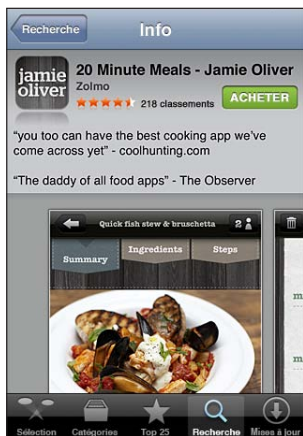 Recherche
Info
jamie
oliver
20 Minute Meals - Jamie Oliver
Zolmo
218 classements
ACHETER
“you too can have the best cooking app we've
come across yet” - coolhunting.com
“The daddy of all food apps” - The Observer
Quick fish stew & bruschetta
2
Summary
Ingredients
Steps
m
Sélection
Catégories
Top 25
Recherche
Mises à jour